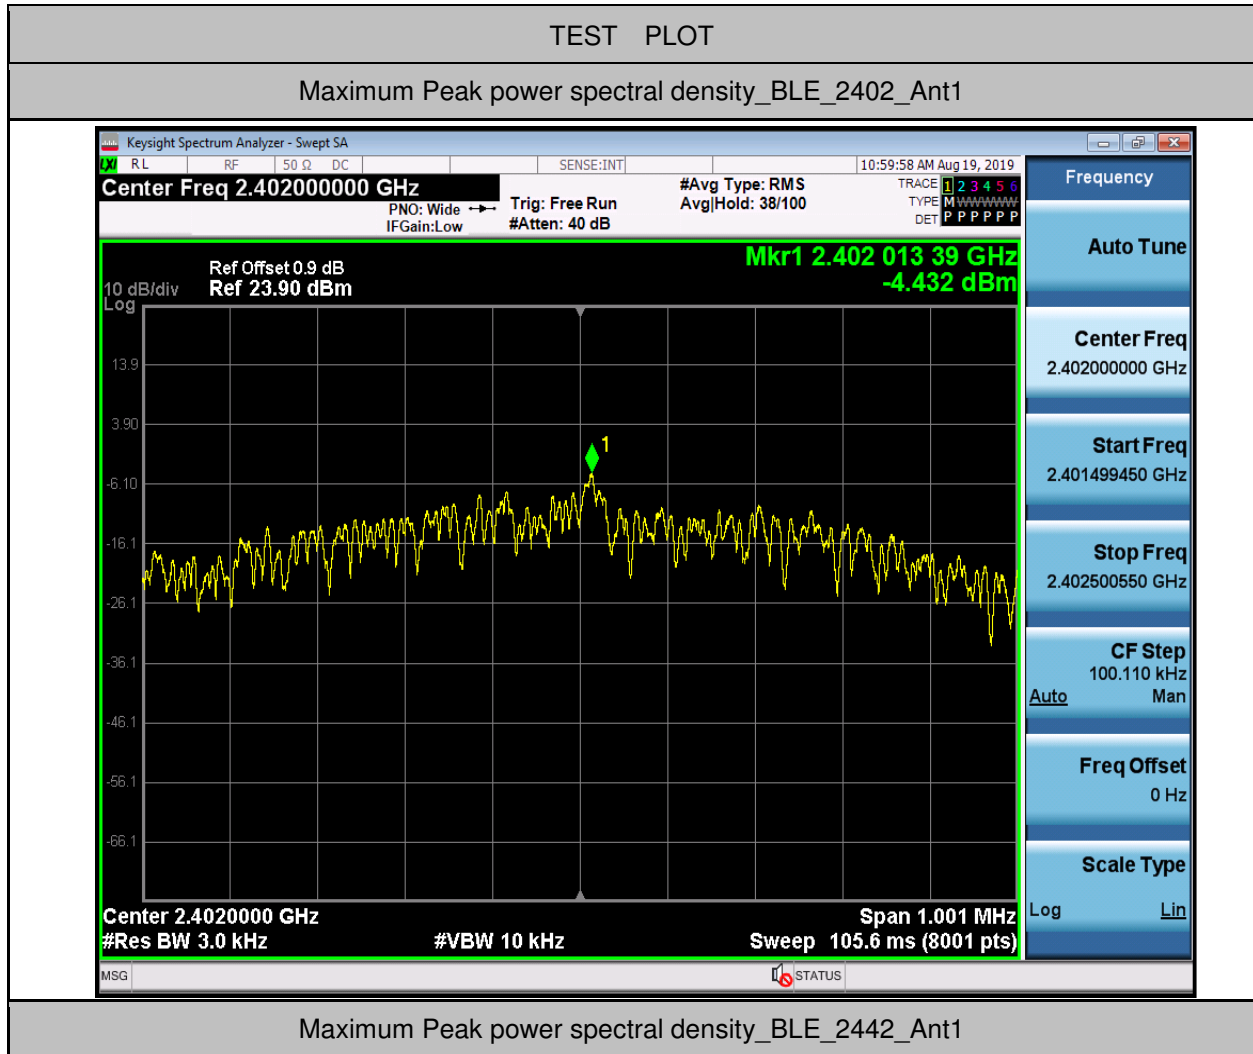 TEST PLOT
Maximum Peak power spectral density_BLE_2402_Ant1
Keysight Spectrum Analyzer - Swept SA
LXI RL RF 50 Ω DC SENSE:INT 10:59:58 AM Aug 19, 2019
Center Freq 2.402000000 GHz
PNO: Wide
IFGain:Low
Trig: Free Run
#Atten: 40 dB
#Avg Type: RMS
Avg|Hold: 38/100
TRACE 1 2 3 4 5 6
TYPE M WWWWW
DET P P P P P P
Mkr1 2.402 013 39 GHz
-4.432 dBm
Ref Offset 0.9 dB
10 dB/div Ref 23.90 dBm
Log
13.9
3.90
-6.10
-16.1
-26.1
-36.1
-46.1
-56.1
-66.1
1
Center 2.4020000 GHz Span 1.001 MHz
#Res BW 3.0 kHz #VBW 10 kHz Sweep 105.6 ms (8001 pts)
MSG STATUS
Frequency
Auto Tune
Center Freq
2.402000000 GHz
Start Freq
2.401499450 GHz
Stop Freq
2.402500550 GHz
CF Step
100.110 kHz
Auto Man
Freq Offset
0 Hz
Scale Type
Log Lin
Maximum Peak power spectral density_BLE_2442_Ant1